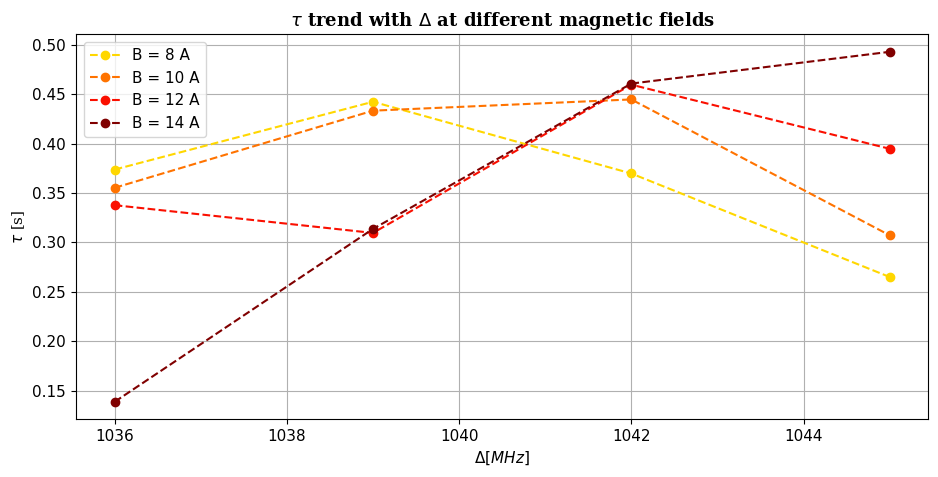 τ trend with Δ at different magnetic fields
B = 8 A
B = 10 A
B = 12 A
B = 14 A
0.50
0.45
0.40
0.35
0.30
0.25
0.20
0.15
τ [s]
1036 1038 1040 1042 1044
Δ[MHz]